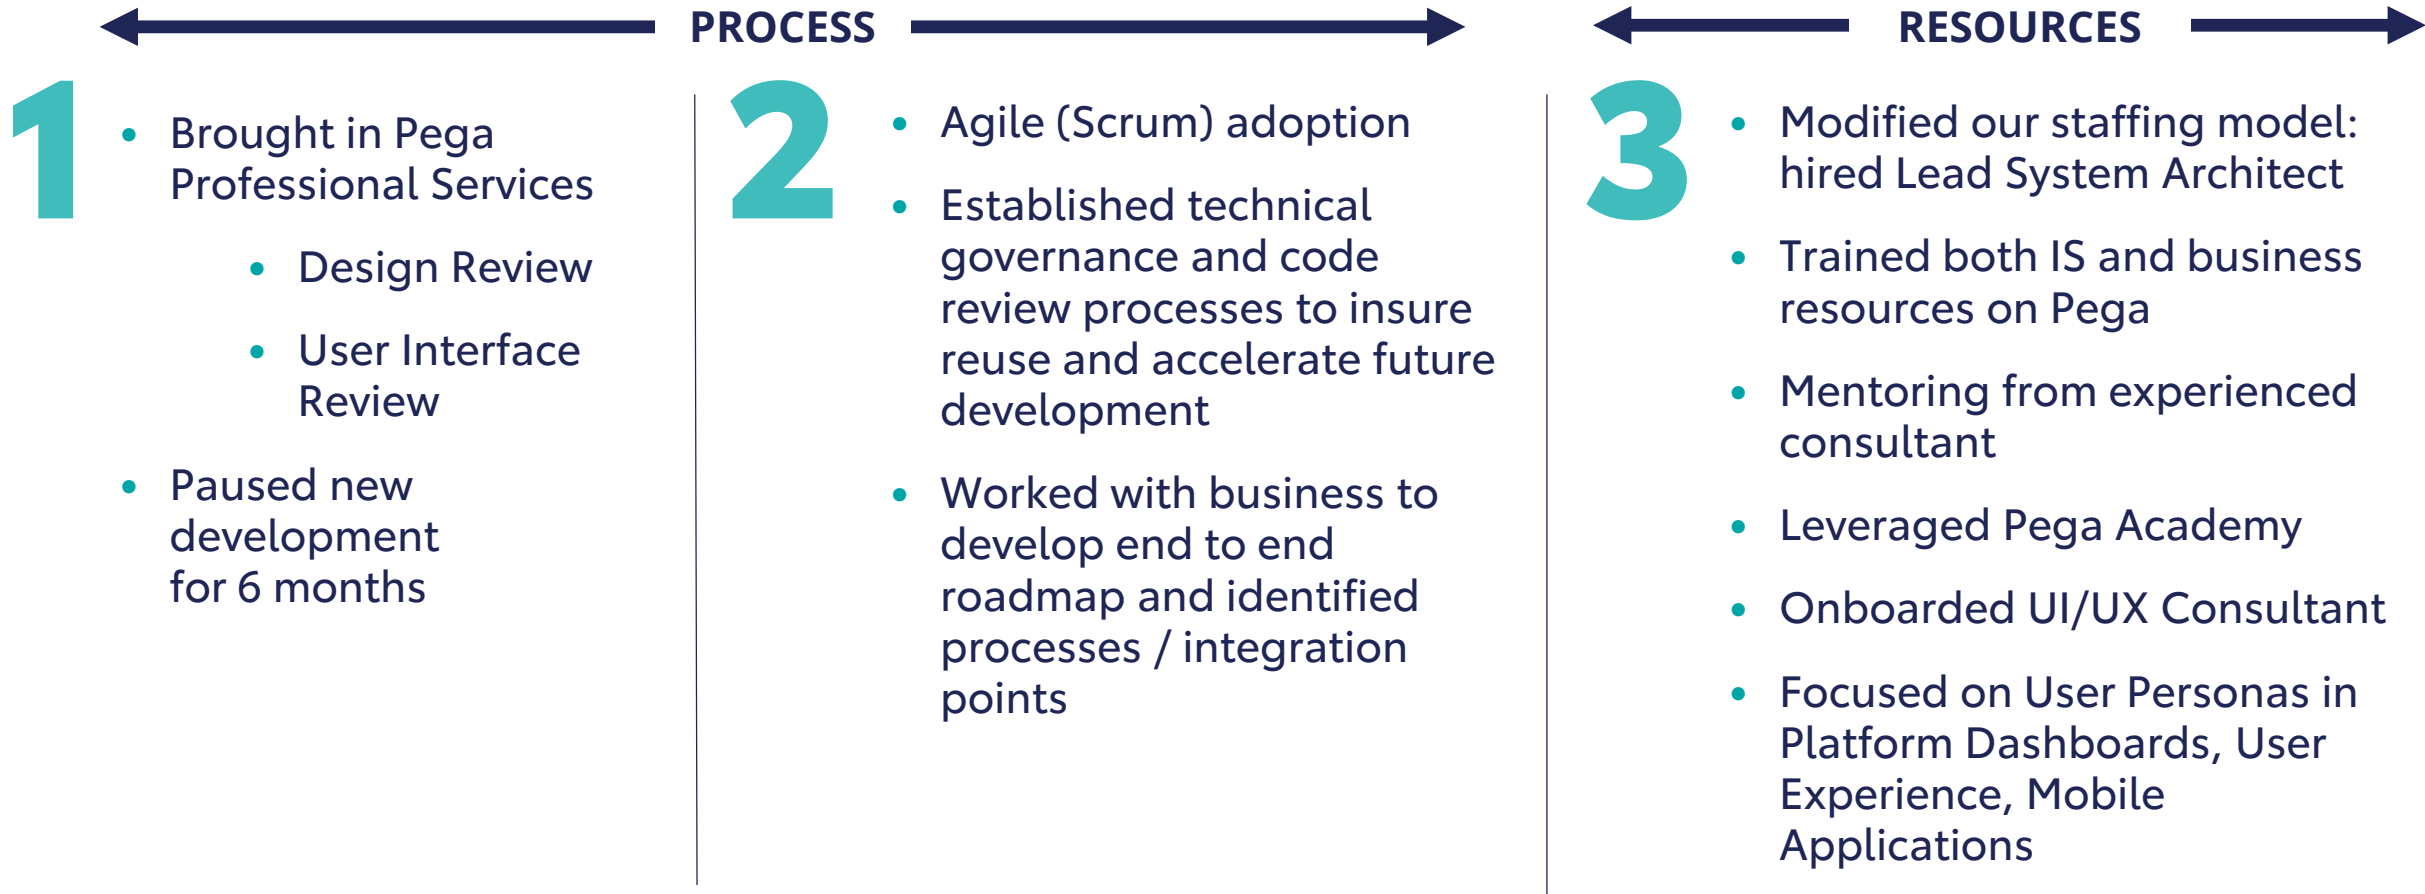 PROCESS
RESOURCES
1
• Brought in Pega
Professional Services
• Design Review
• User Interface
Review
• Paused new
development
for 6 months
2
• Agile (Scrum) adoption
• Established technical
governance and code
review processes to insure
reuse and accelerate future
development
• Worked with business to
develop end to end
roadmap and identified
processes / integration
points
3
• Modified our staffing model:
hired Lead System Architect
• Trained both IS and business
resources on Pega
• Mentoring from experienced
consultant
• Leveraged Pega Academy
• Onboarded UI/UX Consultant
• Focused on User Personas in
Platform Dashboards, User
Experience, Mobile
Applications